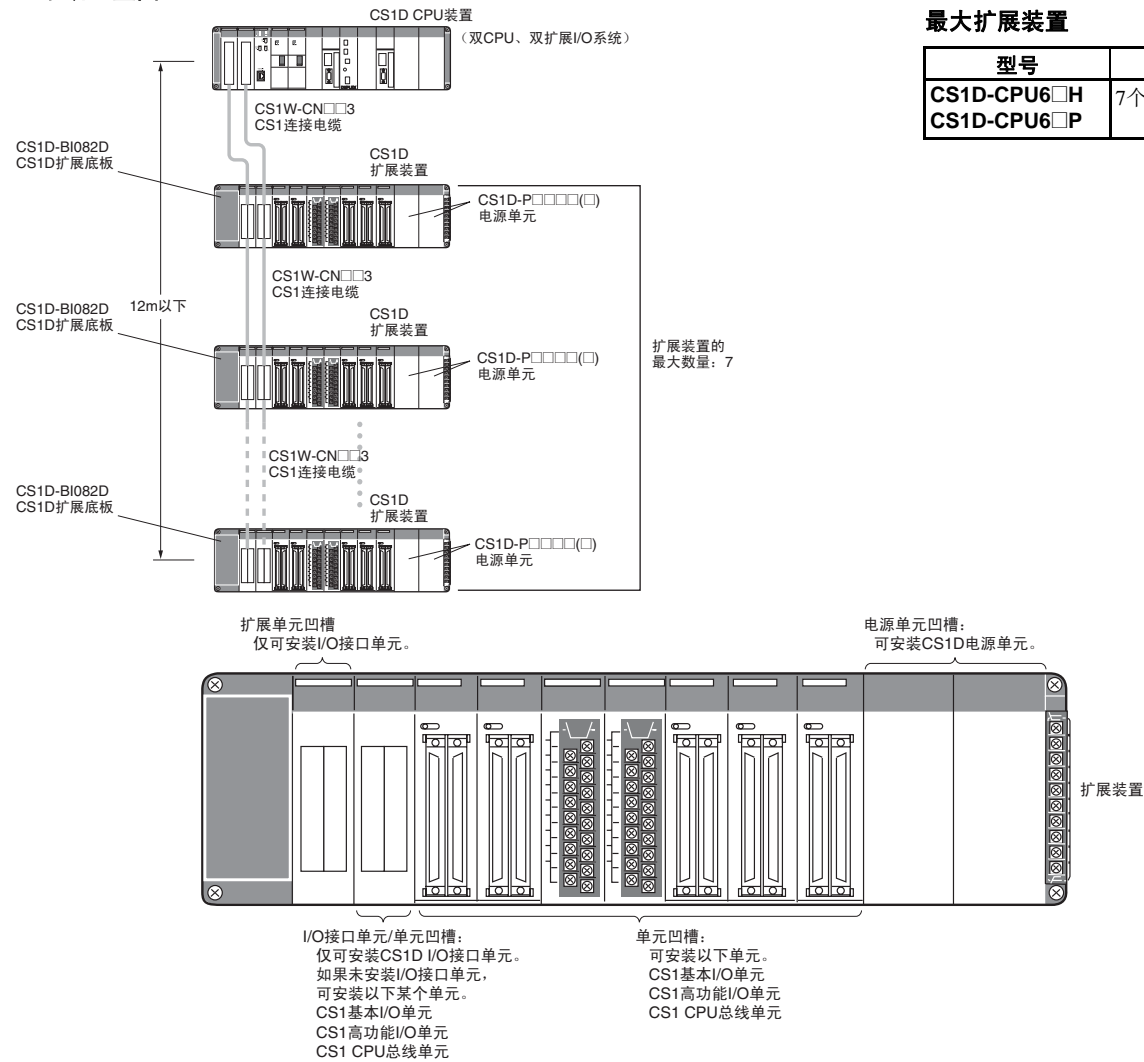 CS1D CPU装置
（双CPU、双扩展I/O系统）
最大扩展装置
型号
CS1D-CPU6□H
CS1D-CPU6□P
7个
CS1W-CN□□3
CS1连接电缆
CS1D-BI082D
CS1D扩展底板
CS1D
扩展装置
CS1D-P□□□□(□)
电源单元
CS1W-CN□□3
CS1连接电缆
12m以下
CS1D-BI082D
CS1D扩展底板
CS1D
扩展装置
CS1D-P□□□□(□)
电源单元
扩展装置的
最大数量：7
CS1W-CN□□3
CS1连接电缆
CS1D-BI082D
CS1D扩展底板
CS1D
扩展装置
CS1D-P□□□□(□)
电源单元
扩展单元凹槽
仅可安装I/O接口单元。
电源单元凹槽：
可安装CS1D电源单元。
扩展装置
I/O接口单元/单元凹槽：
仅可安装CS1D I/O接口单元。
如果未安装I/O接口单元，
可安装以下某个单元。
CS1基本I/O单元
CS1高功能I/O单元
CS1 CPU总线单元
单元凹槽：
可安装以下单元。
CS1基本I/O单元
CS1高功能I/O单元
CS1 CPU总线单元